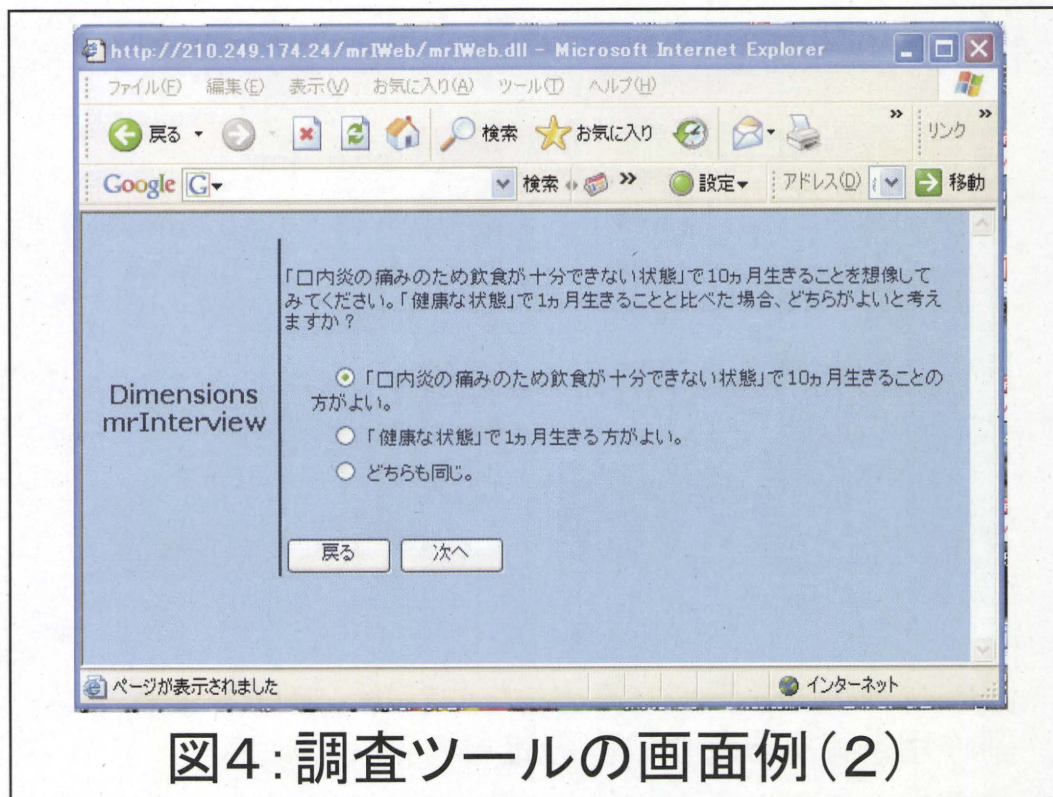 http://210.249.174.24/mrIWeb/mrIWeb.dll - Microsoft Internet Explorer
ファイル(F) 編集(E) 表示(V) お気に入り(A) ツール(T) ヘルプ(H)
戻る 検索 お気に入り » リンク »
Google G 検索 » 設定 アドレス(D) 移動
「口内炎の痛みのため飲食が十分できない状態」で10ヵ月生きることを想像して
みてください。「健康な状態」で1ヵ月生きることと比べた場合、どちらがよいと考え
ますか？
「口内炎の痛みのため飲食が十分できない状態」で10ヵ月生きることの
方がよい。
Dimensions
mrInterview
「健康な状態」で1ヵ月生きる方がよい。
どちらも同じ。
戻る 次へ
ページが表示されました インターネット
図4:調査ツールの画面例(2)